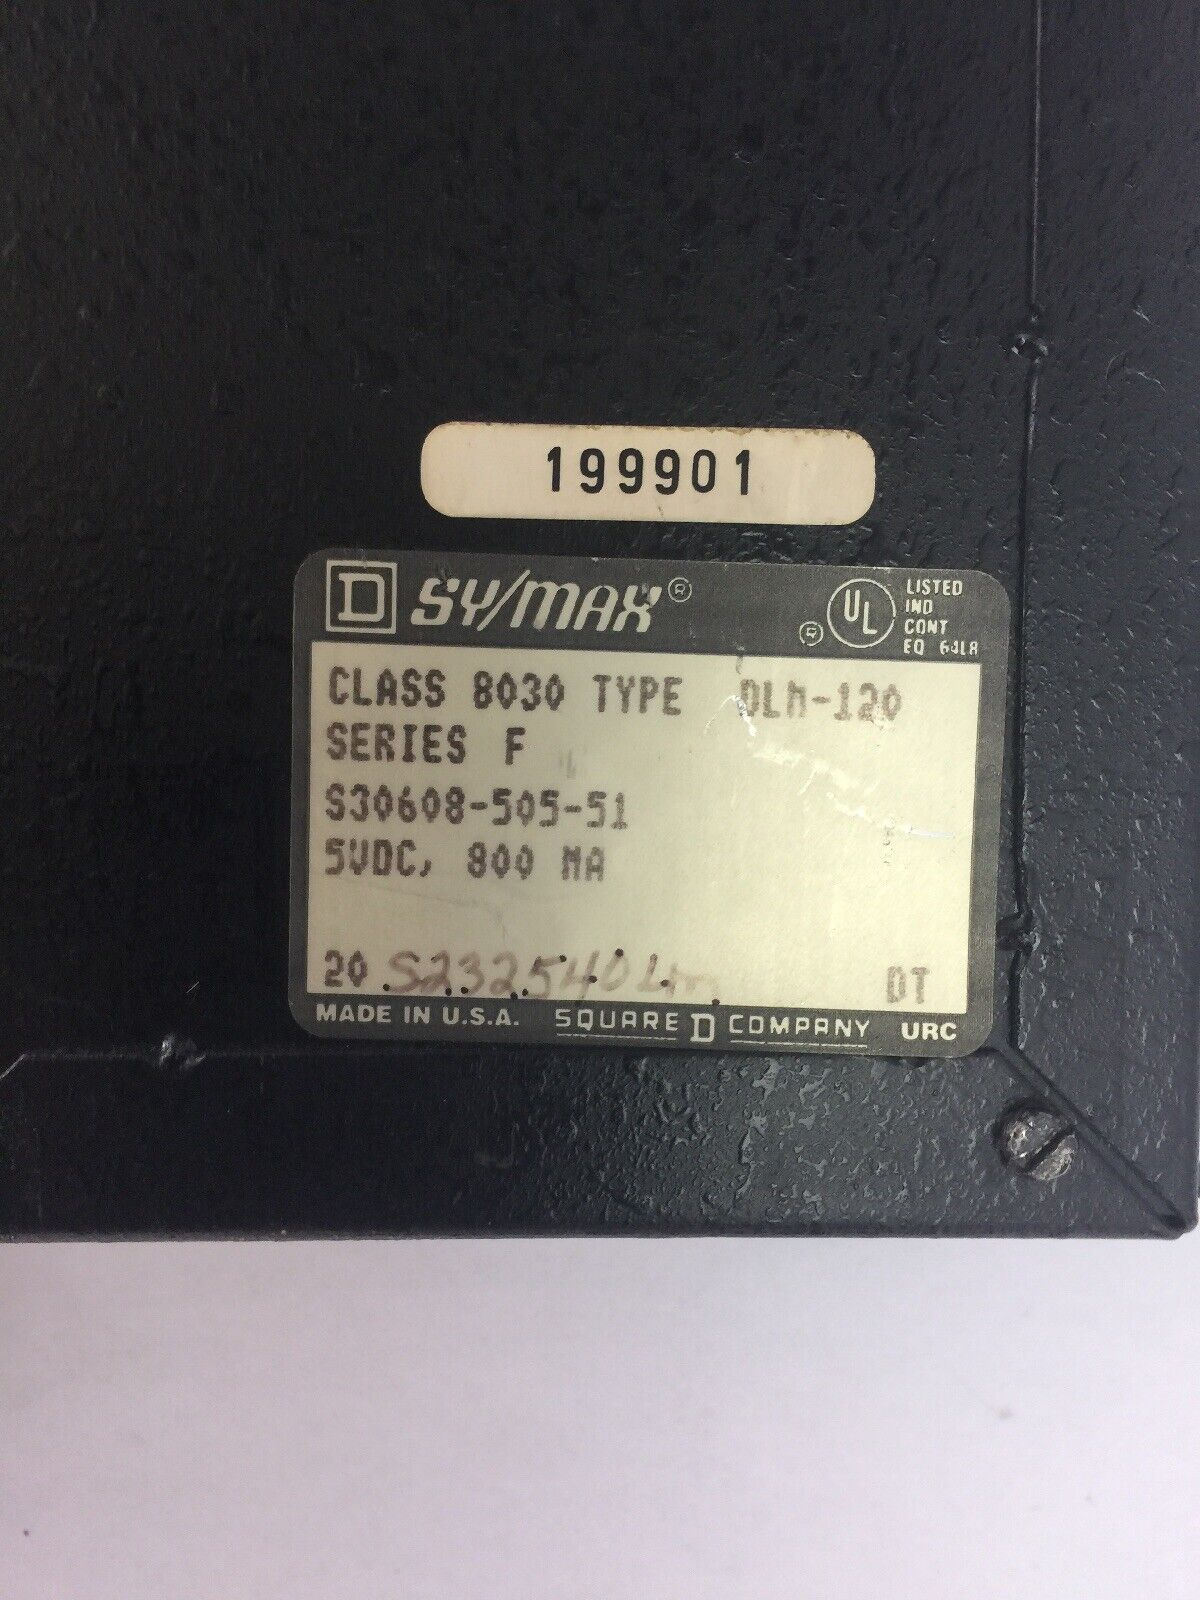 199901
D SY/MAX®
® UL LISTED
IND
CONT
EQ 64L8
CLASS 8030 TYPE DLM-120
SERIES F
S30608-505-51
5VDC, 800 MA
20 DT
MADE IN U.S.A. SQUARE D COMPANY URC